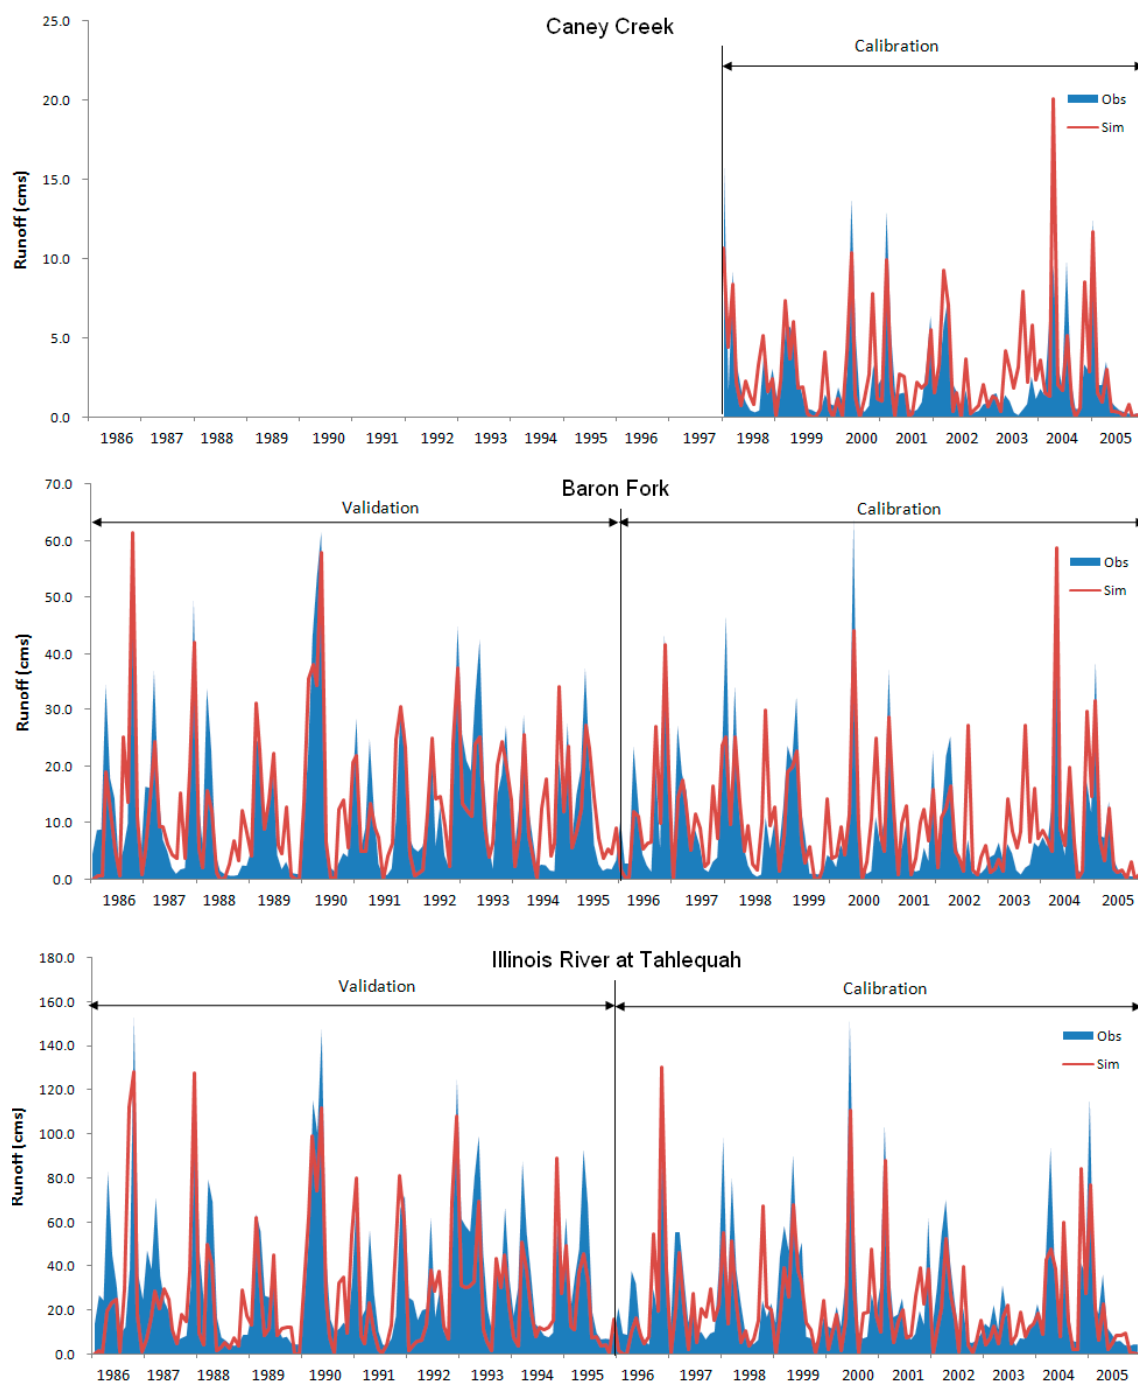 Caney Creek
Calibration
Obs
Sim
Runoff (cms)
25.0
20.0
15.0
10.0
5.0
0.0
1986 1987 1988 1989 1990 1991 1992 1993 1994 1995 1996 1997 1998 1999 2000 2001 2002 2003 2004 2005
Baron Fork
Validation Calibration
Obs
Sim
Runoff (cms)
70.0
60.0
50.0
40.0
30.0
20.0
10.0
0.0
1986 1987 1988 1989 1990 1991 1992 1993 1994 1995 1996 1997 1998 1999 2000 2001 2002 2003 2004 2005
Illinois River at Tahlequah
Validation Calibration
Obs
Sim
Runoff (cms)
180.0
160.0
140.0
120.0
100.0
80.0
60.0
40.0
20.0
0.0
1986 1987 1988 1989 1990 1991 1992 1993 1994 1995 1996 1997 1998 1999 2000 2001 2002 2003 2004 2005